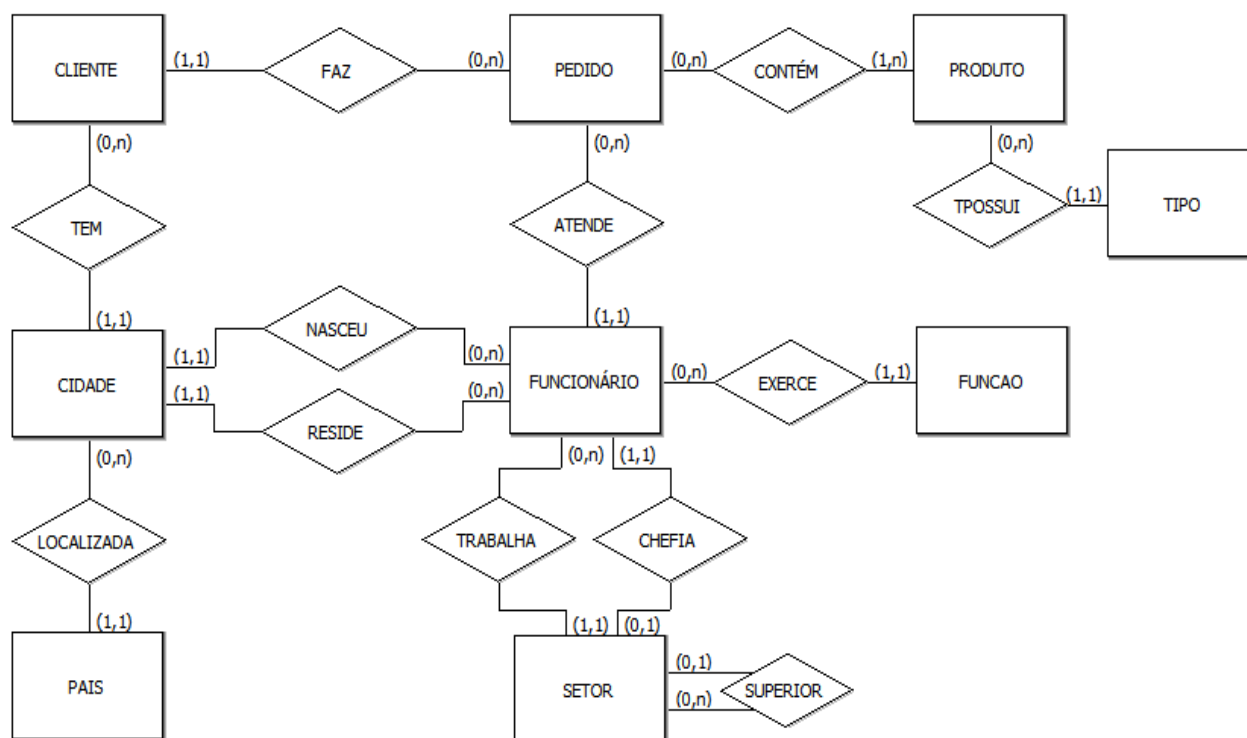 CLIENTE (1,1) FAZ (0,n) PEDIDO (0,n) CONTÉM (1,n) PRODUTO
(0,n) (0,n) (0,n)
TEM ATENDE TPOSSUI (1,1) TIPO
(1,1) (1,1)
NASCEU
(1,1) (0,n)
CIDADE FUNCIONÁRIO (0,n) EXERCE (1,1) FUNCAO
(1,1) (0,n)
RESIDE
(0,n) (0,n) (1,1)
LOCALIZADA TRABALHA CHEFIA
(1,1) (1,1) (0,1)
(0,1)
PAIS SETOR SUPERIOR
(0,n)